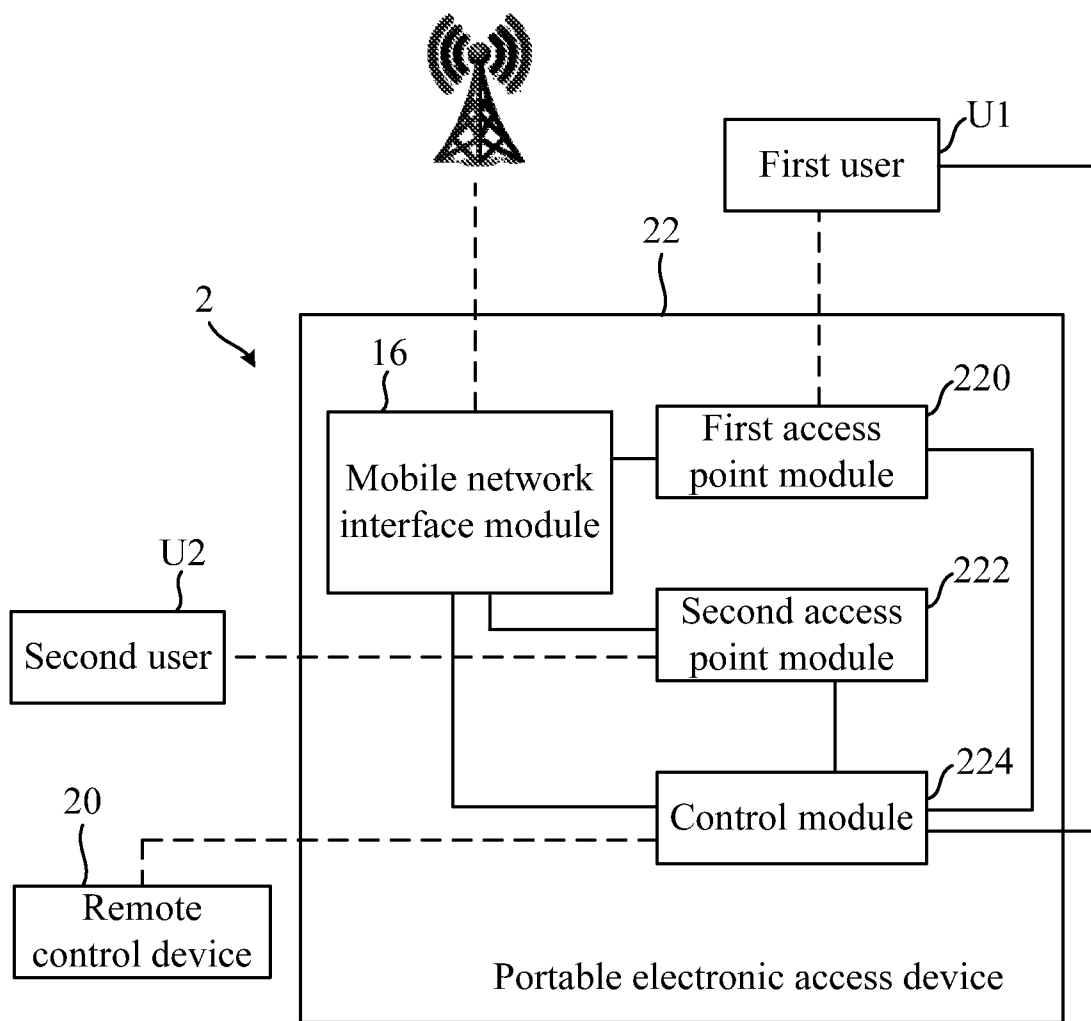 U1
First user
22
2
16
220
First access
point module
Mobile network
interface module
U2
222
Second access
point module
Second user
224
20
Control module
Remote
control device
Portable electronic access device